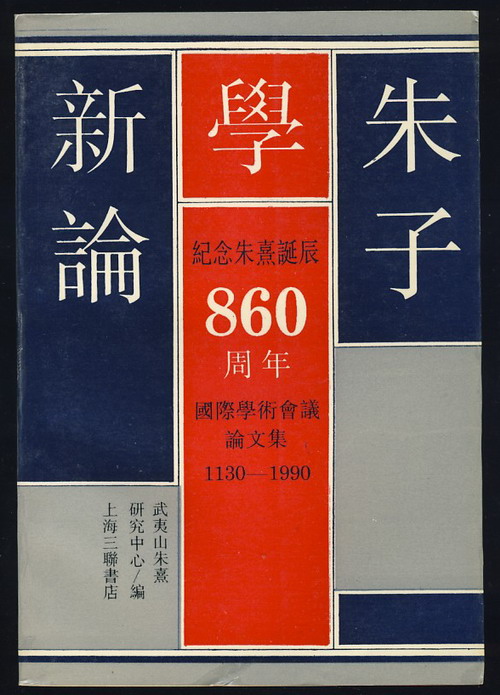 朱子
學
新論
紀念朱熹誕辰
860
周年
國際學術會議
論文集
1130—1990
武夷山朱熹
研究中心/編
上海三聯書店